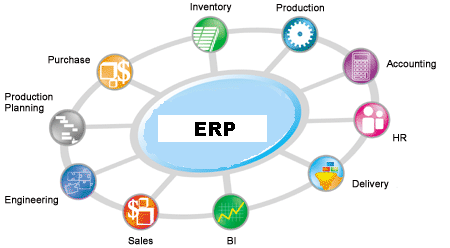 Inventory
Production
Purchase
Accounting
Production
Planning
ERP
HR
Engineering
Delivery
Sales
BI